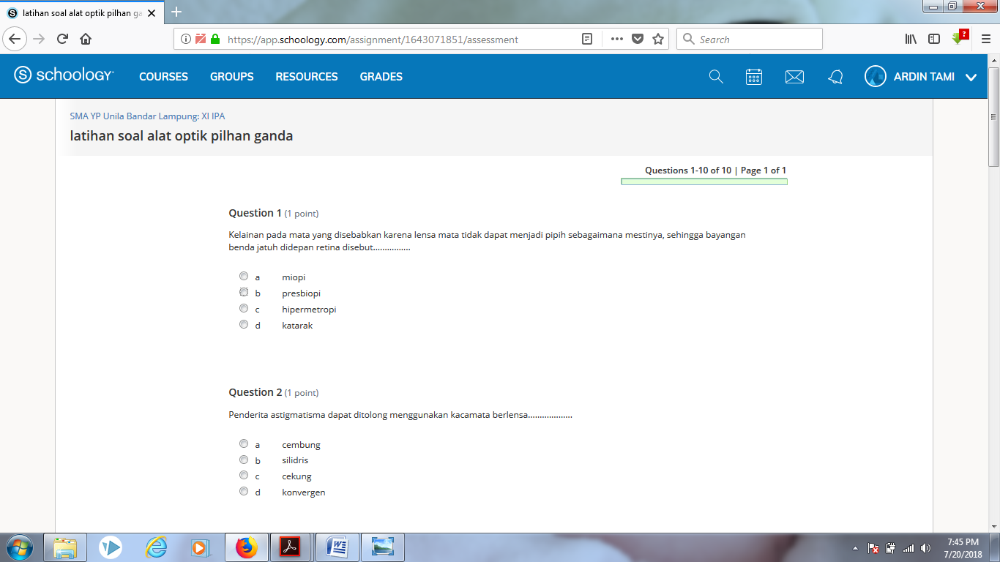 latihan soal alat optik pilhan ga
https://app.schoology.com/assignment/1643071851/assessment
Search
schoology
COURSES GROUPS RESOURCES GRADES
ARDIN TAMI
SMA YP Unila Bandar Lampung: XI IPA
latihan soal alat optik pilhan ganda
Questions 1-10 of 10 | Page 1 of 1
Question 1 (1 point)
Kelainan pada mata yang disebabkan karena lensa mata tidak dapat menjadi pipih sebagaimana mestinya, sehingga bayangan
benda jatuh didepan retina disebut................
a miopi
b presbiopi
c hipermetropi
d katarak
Question 2 (1 point)
Penderita astigmatisma dapat ditolong menggunakan kacamata berlensa...................
a cembung
b silidris
c cekung
d konvergen
7:45 PM
7/20/2018